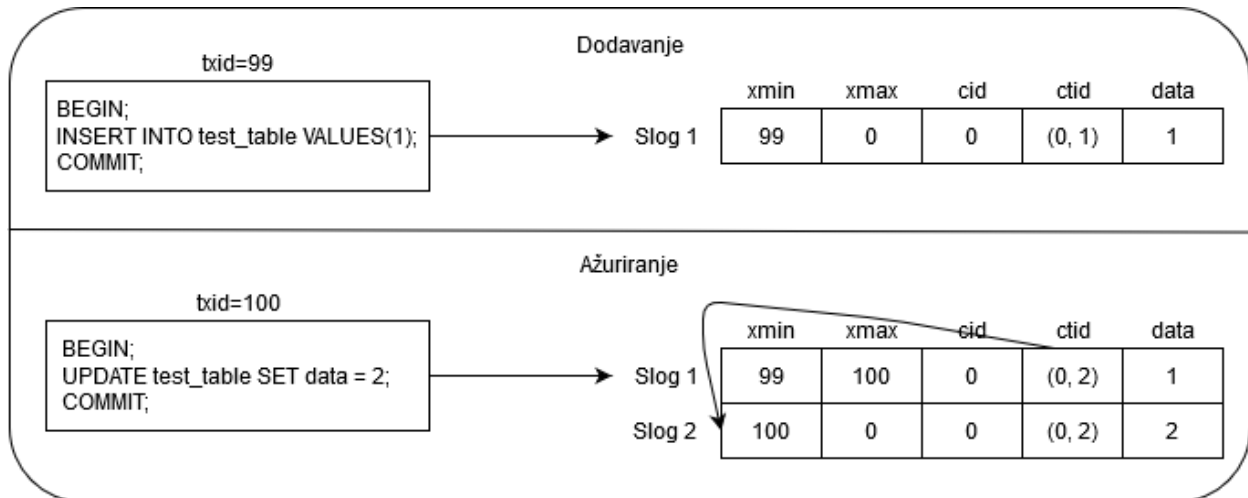 Dodavanje
txid=99
BEGIN;
INSERT INTO test_table VALUES(1);
COMMIT;
xmin xmax cid ctid data
Slog 1 99 0 0 (0, 1) 1
Ažuriranje
txid=100
BEGIN;
UPDATE test_table SET data = 2;
COMMIT;
xmin xmax cid ctid data
Slog 1 99 100 0 (0, 2) 1
Slog 2 100 0 0 (0, 2) 2